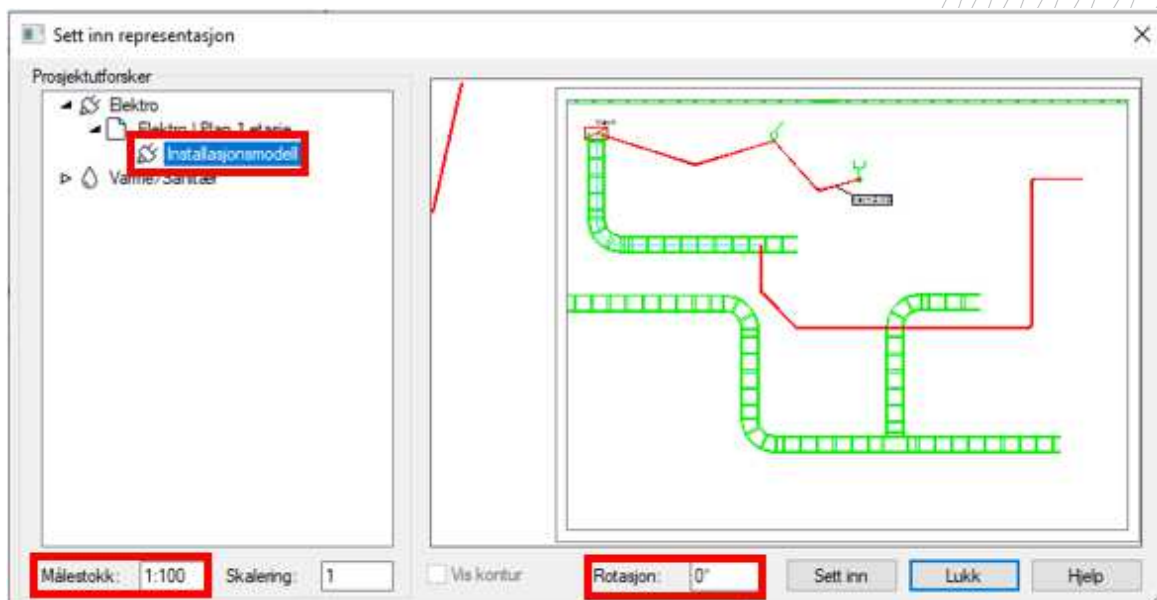 Sett inn representasjon
Prosjektutforsker
Elektro
Elektro | Plan 1 etasje
Installasjonsmodell
Varme/Sanitær
Målestokk: 1:100 Skalering: 1
Vis kontur
Rotasjon: 0° Sett inn Lukk Hjelp